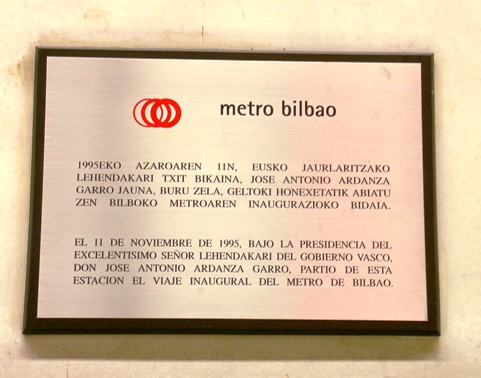 metro bilbao
1995EKO AZAROAREN 11N, EUSKO JAURLARITZAKO
LEHENDAKARI TXIT BIKAINA, JOSE ANTONIO ARDANZA
GARRO JAUNA, BURU ZELA, GELTOKI HONEXETATIK ABIATU
ZEN BILBOKO METROAREN INAUGURAZIOKO BIDAIA.
EL 11 DE NOVIEMBRE DE 1995, BAJO LA PRESIDENCIA DEL
EXCELENTISIMO SEÑOR LEHENDAKARI DEL GOBIERNO VASCO,
DON JOSE ANTONIO ARDANZA GARRO, PARTIO DE ESTA
ESTACION EL VIAJE INAUGURAL DEL METRO DE BILBAO.